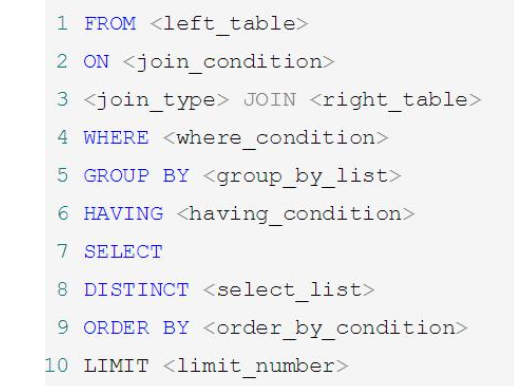 1 FROM <left_table>
2 ON <join_condition>
3 <join_type> JOIN <right_table>
4 WHERE <where_condition>
5 GROUP BY <group_by_list>
6 HAVING <having_condition>
7 SELECT
8 DISTINCT <select_list>
9 ORDER BY <order_by_condition>
10 LIMIT <limit_number>